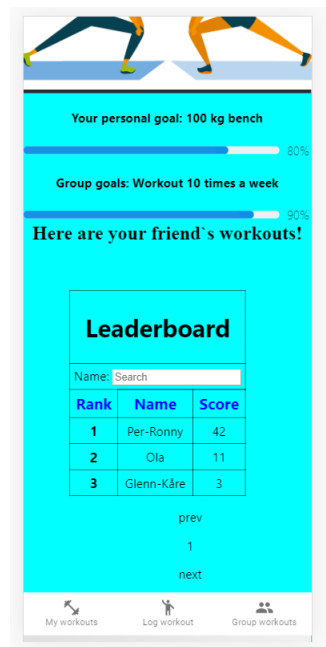 Your personal goal: 100 kg bench
80%
Group goals: Workout 10 times a week
90%
Here are your friend`s workouts!
Leaderboard
Name: Search
Rank Name Score
1 Per-Ronny 42
2 Ola 11
3 Glenn-Kåre 3
prev
1
next
My workouts Log workout Group workouts